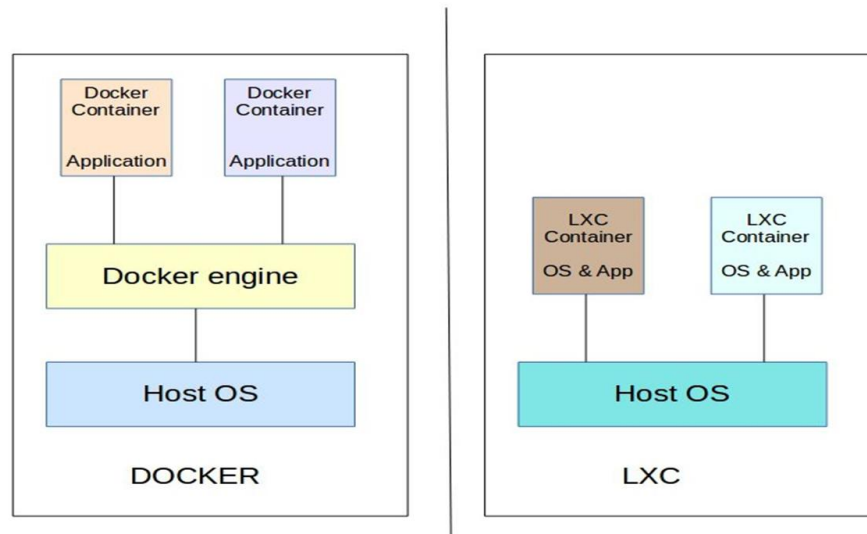 Docker
Container
Application
Docker
Container
Application
Docker engine
Host OS
DOCKER
LXC
Container
OS & App
LXC
Container
OS & App
Host OS
LXC